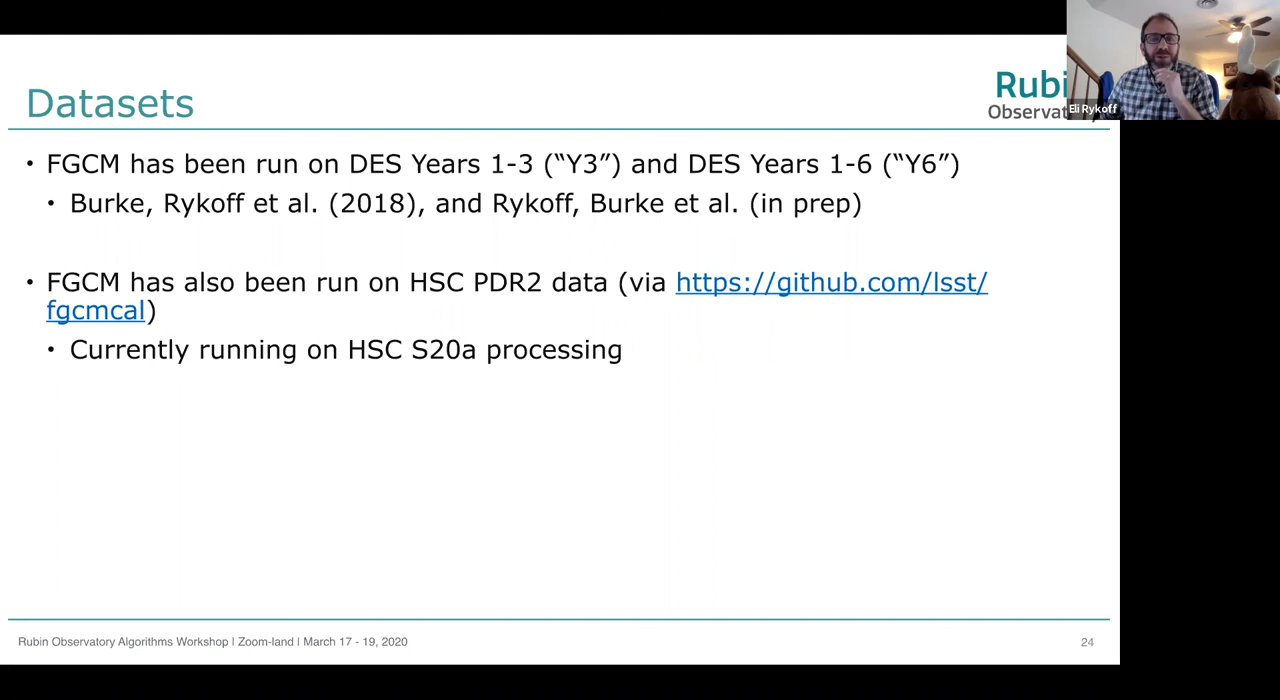 Datasets
Rubi
Observat
Eli Rykoff
• FGCM has been run on DES Years 1-3 (“Y3”) and DES Years 1-6 (“Y6”)
• Burke, Rykoff et al. (2018), and Rykoff, Burke et al. (in prep)
• FGCM has also been run on HSC PDR2 data (via https://github.com/lsst/
fgcmcal)
• Currently running on HSC S20a processing
Rubin Observatory Algorithms Workshop | Zoom-land | March 17 - 19, 2020
24